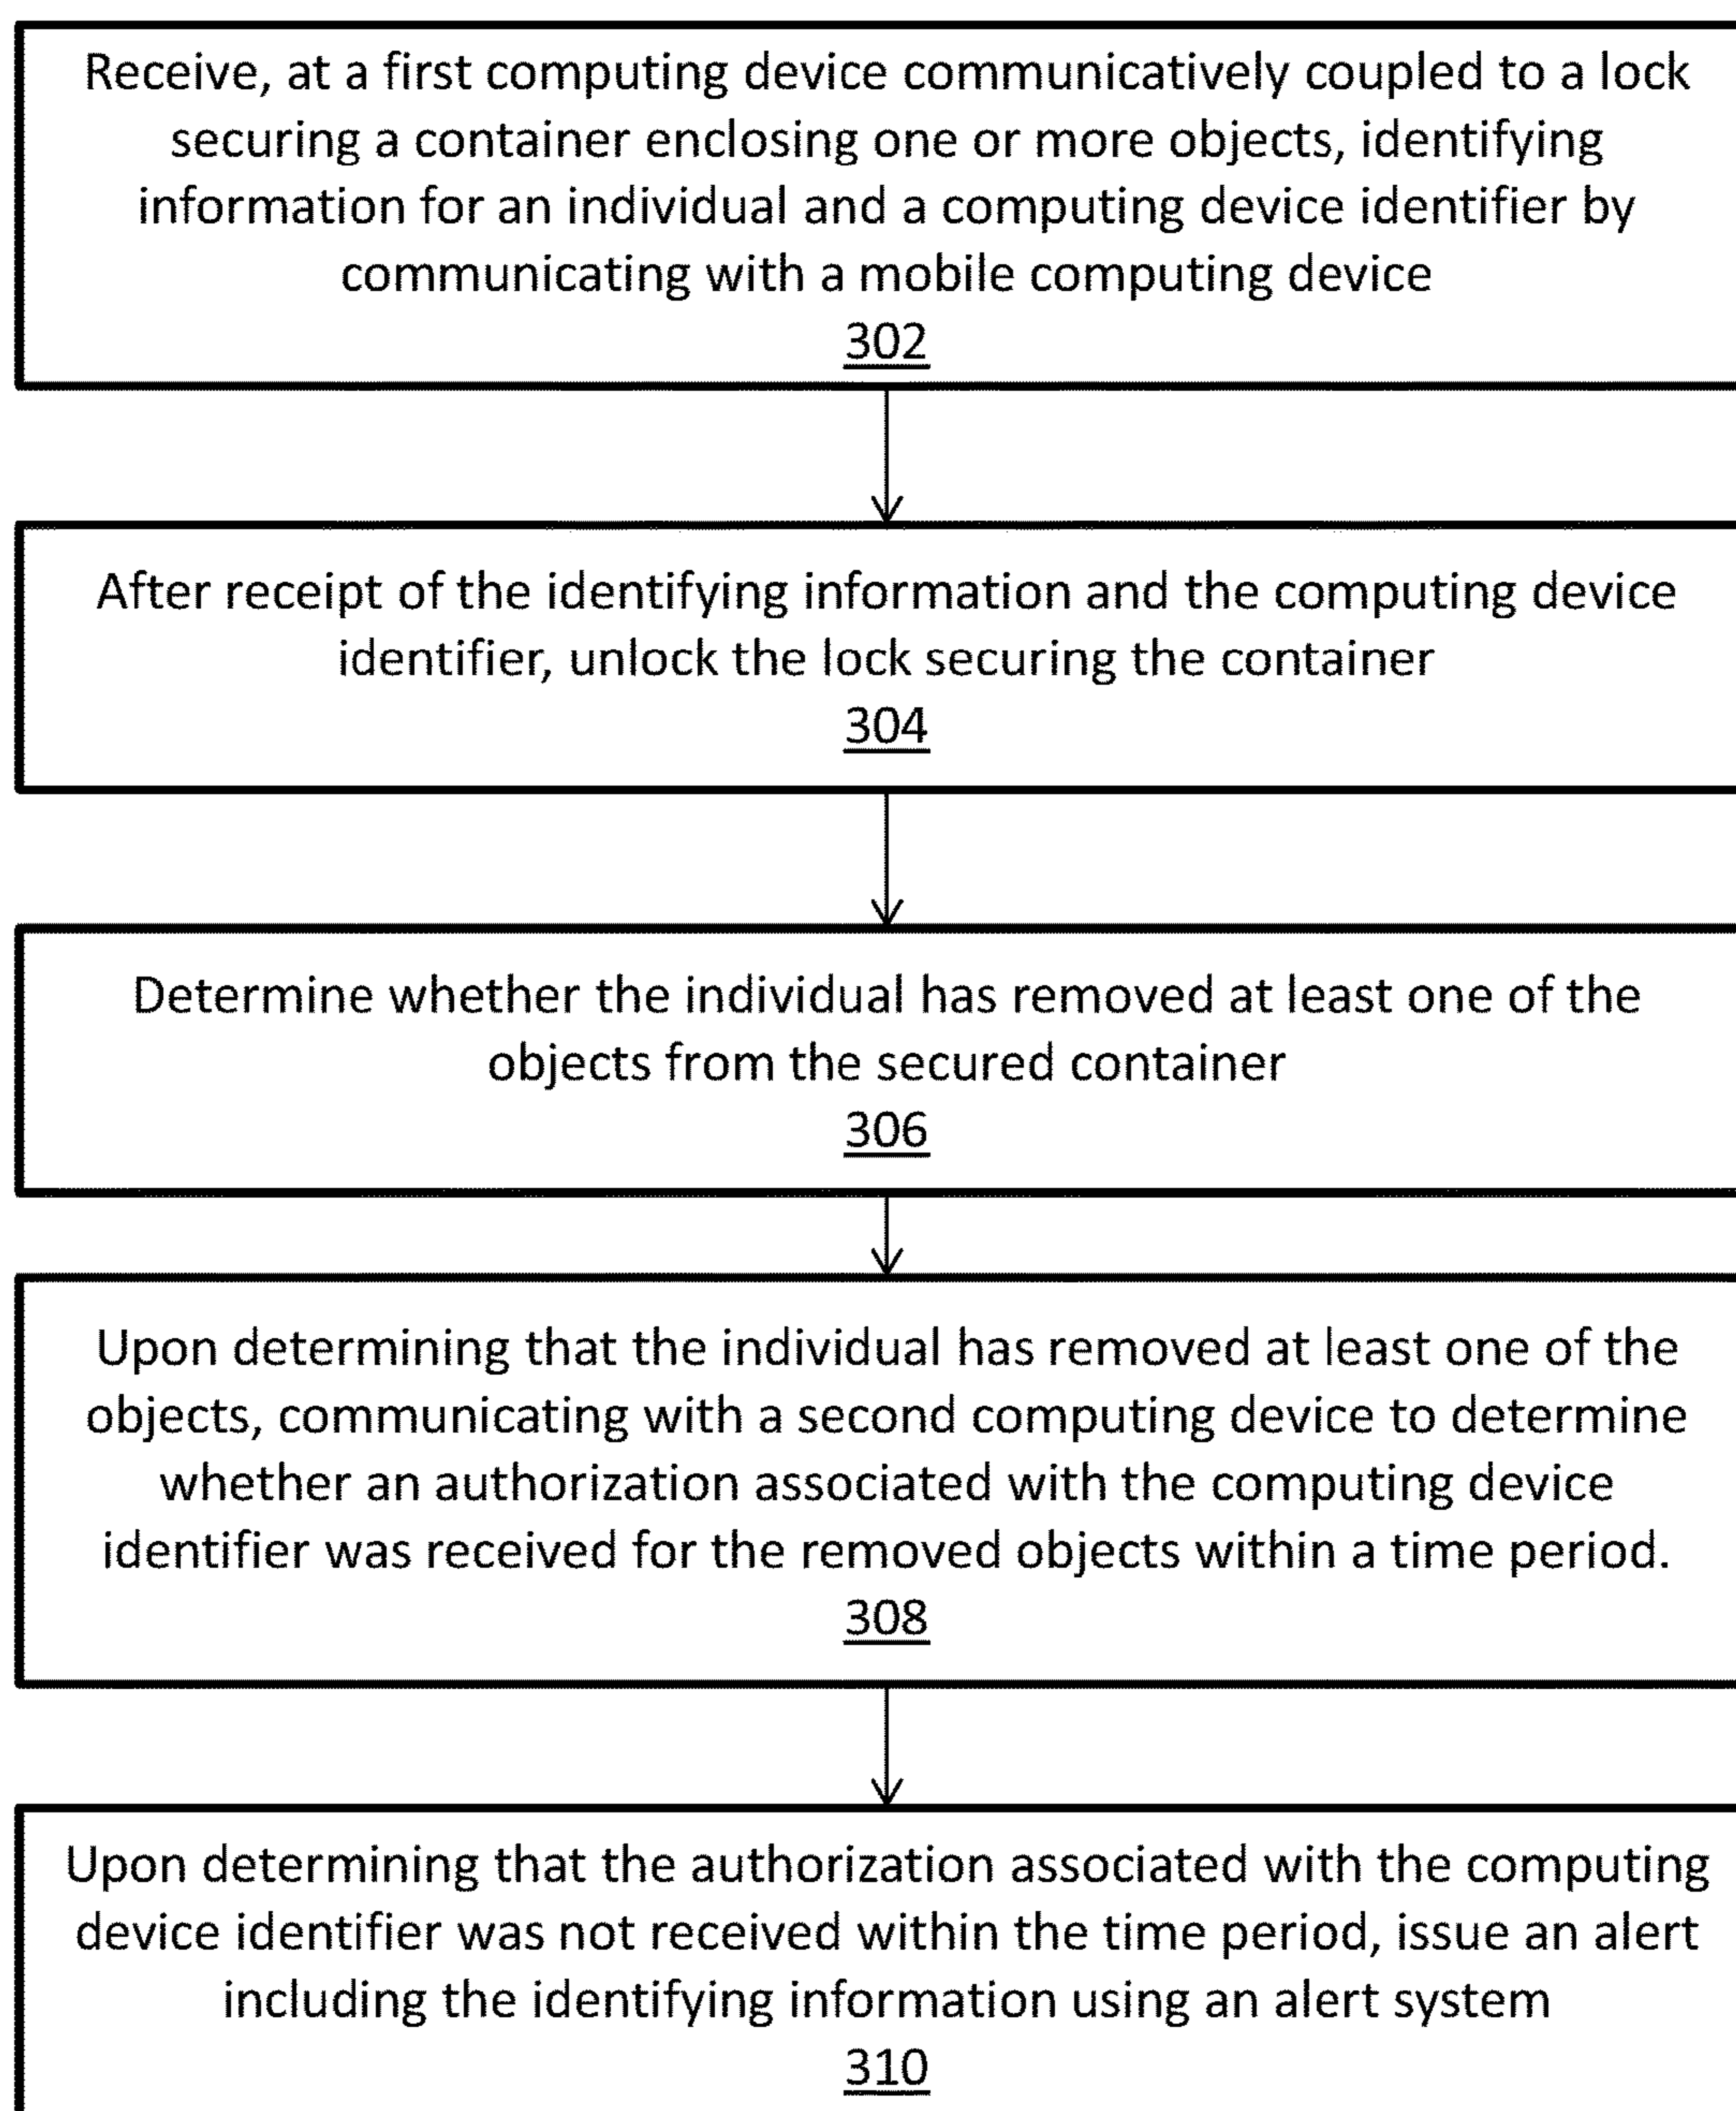 Receive, at a first computing device communicatively coupled to a lock
securing a container enclosing one or more objects, identifying
information for an individual and a computing device identifier by
communicating with a mobile computing device
302
After receipt of the identifying information and the computing device
identifier, unlock the lock securing the container
304
Determine whether the individual has removed at least one of the
objects from the secured container
306
Upon determining that the individual has removed at least one of the
objects, communicating with a second computing device to determine
whether an authorization associated with the computing device
identifier was received for the removed objects within a time period.
308
Upon determining that the authorization associated with the computing
device identifier was not received within the time period, issue an alert
including the identifying information using an alert system
310